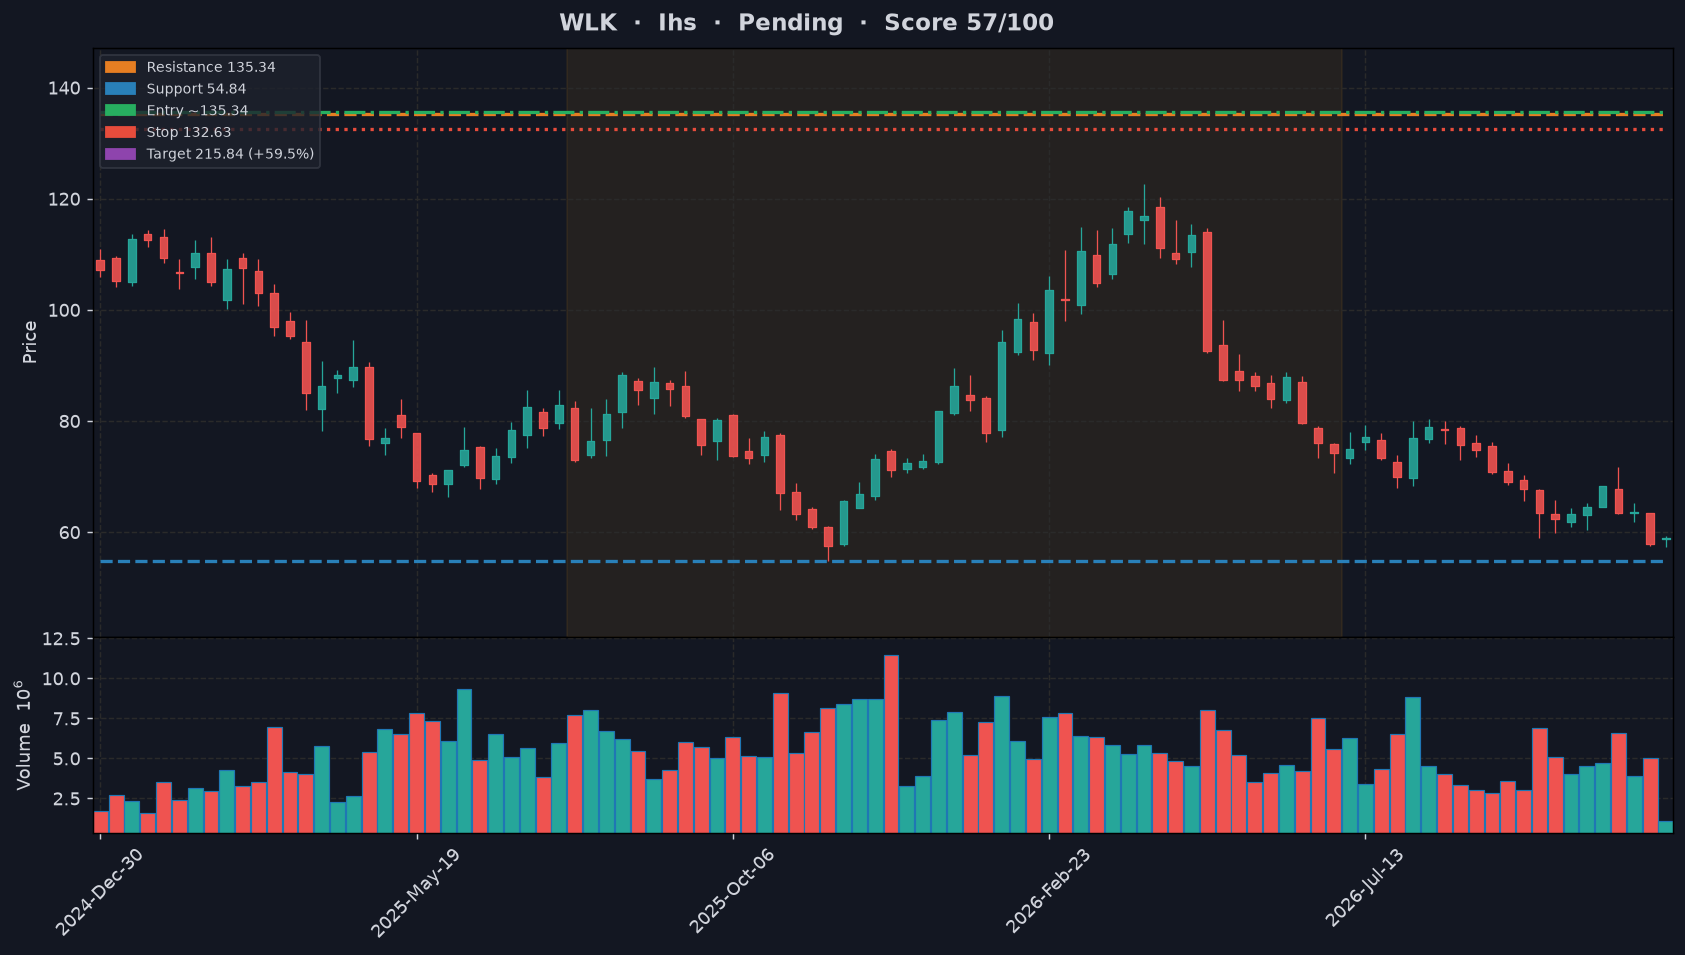 WLK · Ihs · Pending · Score 57/100
Resistance 135.34
Support 54.84
Entry ~135.34
Stop 132.63
Target 215.84 (+59.5%)
Price
140
120
100
80
60
Volume 10⁶
12.5
10.0
7.5
5.0
2.5
2024-Dec-30
2025-May-19
2025-Oct-06
2026-Feb-23
2026-Jul-13